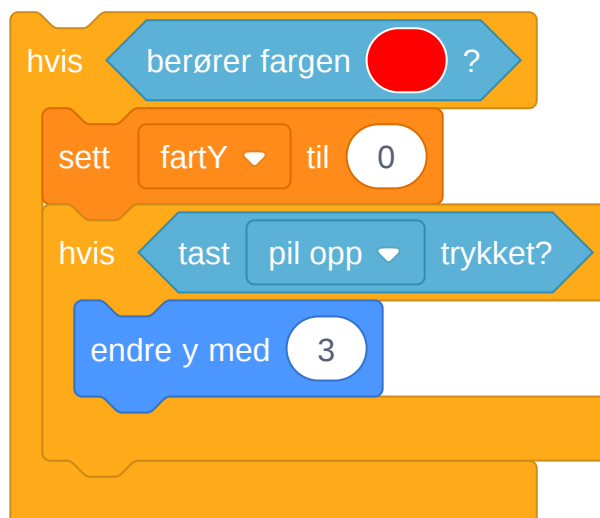 hvis berører fargen ?
sett fartY til 0
hvis tast pil opp trykket?
endre y med 3